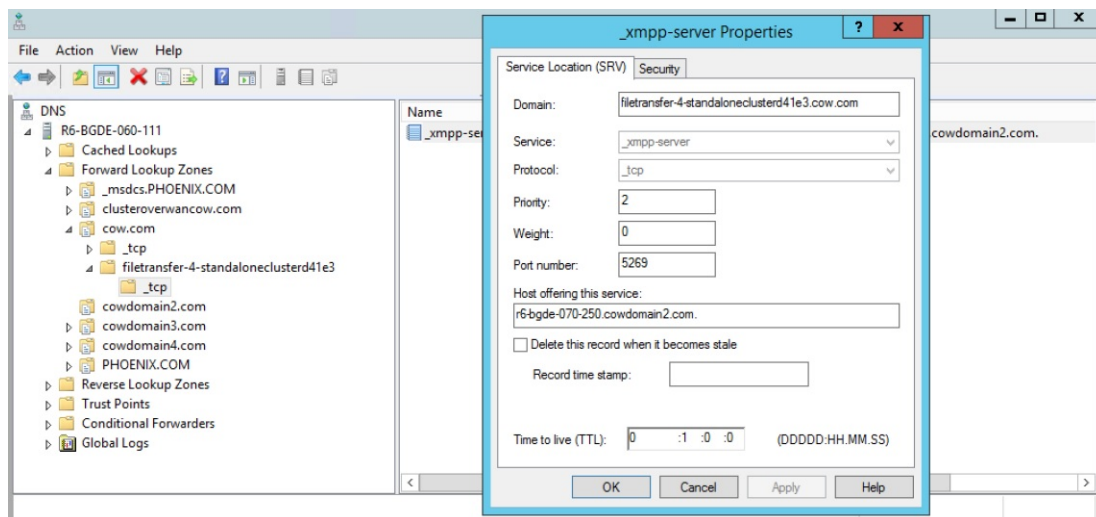 File Action View Help
DNS
R6-BGDE-060-111
Cached Lookups
Forward Lookup Zones
_msdcs.PHOENIX.COM
clusteroverwancow.com
cow.com
_tcp
filetransfer-4-standaloneclusterd41e3
_tcp
cowdomain2.com
cowdomain3.com
cowdomain4.com
PHOENIX.COM
Reverse Lookup Zones
Trust Points
Conditional Forwarders
Global Logs
Name
_xmpp-ser
cowdomain2.com.
_xmpp-server Properties
? x
Service Location (SRV) Security
Domain: filetransfer-4-standaloneclusterd41e3.cow.com
Service: _xmpp-server
Protocol: _tcp
Priority: 2
Weight: 0
Port number: 5269
Host offering this service:
r6-bgde-070-250.cowdomain2.com.
Delete this record when it becomes stale
Record time stamp:
Time to live (TTL): 0 :1 :0 :0 (DDDDD:HH.MM.SS)
OK Cancel Apply Help